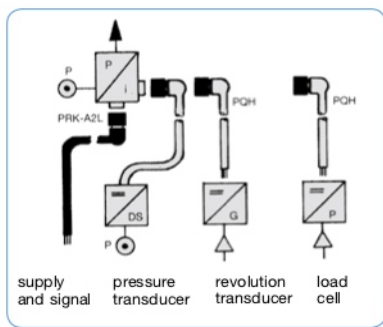 P
P
i
PRK-A2L
PQH
PQH
DS
G
P
P
supply
and signal
pressure
transducer
revolution
transducer
load
cell